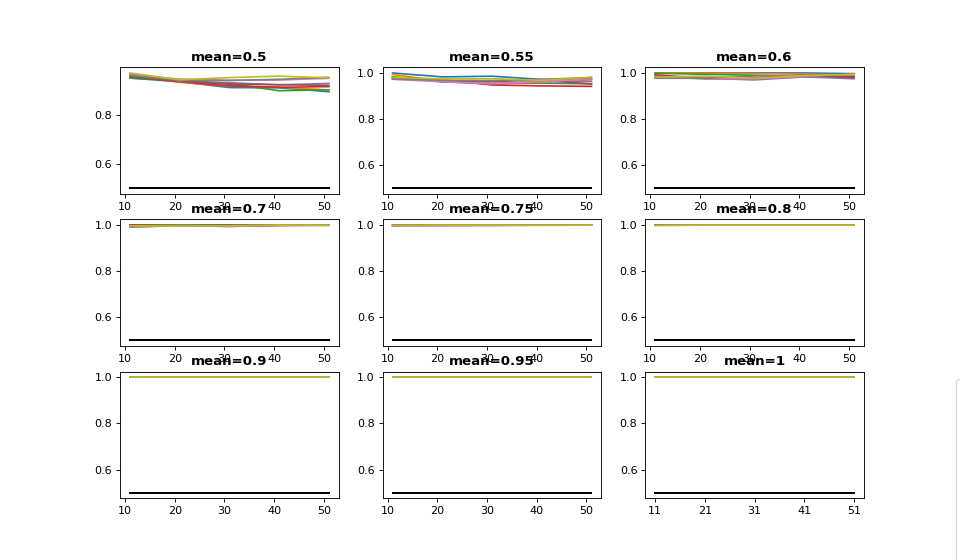 mean=0.5 mean=0.55 mean=0.6
0.8 0.6 1.0 0.8 0.6 1.0 0.8 0.6
10 20 30 40 50 10 20 30 40 50 10 20 30 40 50
mean=0.7 mean=0.75 mean=0.8
1.0 0.8 0.6 1.0 0.8 0.6 1.0 0.8 0.6
10 20 30 40 50 10 20 30 40 50 10 20 30 40 50
mean=0.9 mean=0.95 mean=1
1.0 0.8 0.6 1.0 0.8 0.6 1.0 0.8 0.6
10 20 30 40 50 10 20 30 40 50 11 21 31 41 51